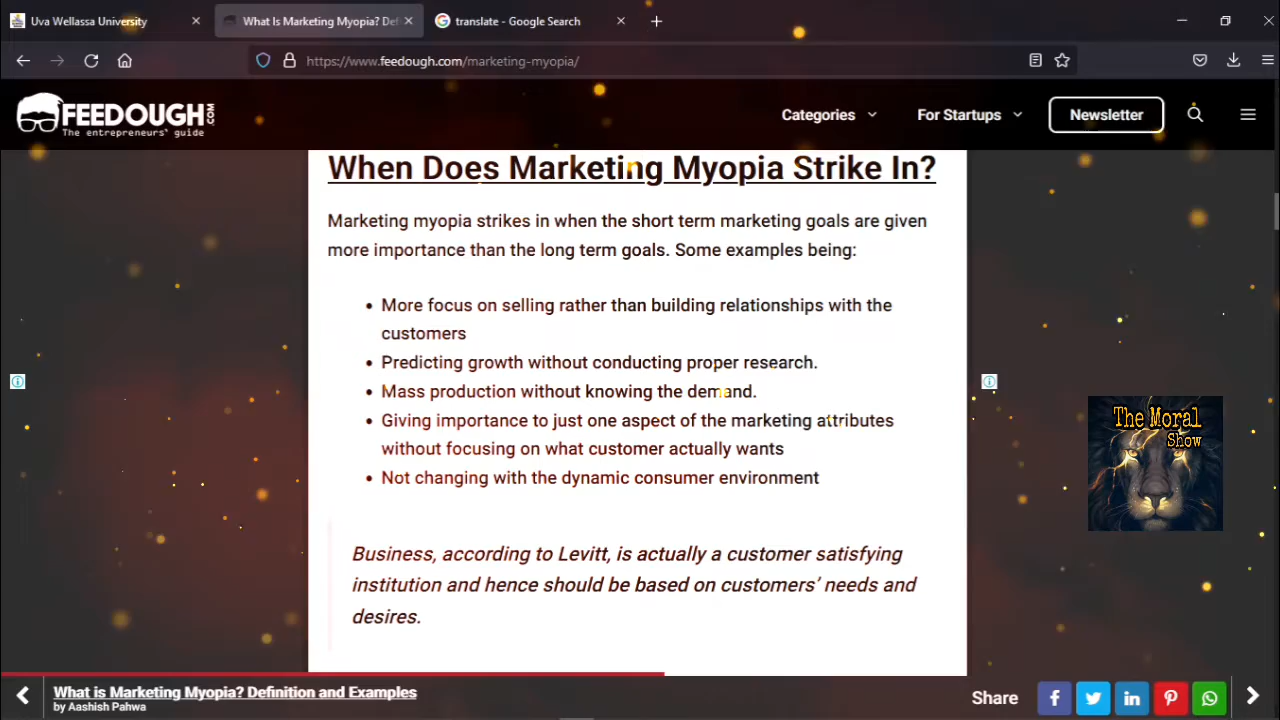 Uva Wellassa University
What Is Marketing Myopia? Def
translate - Google Search
https://www.feedough.com/marketing-myopia/
FEEDOUGH.COM
The entrepreneurs' guide
Categories
For Startups
Newsletter
When Does Marketing Myopia Strike In?
Marketing myopia strikes in when the short term marketing goals are given
more importance than the long term goals. Some examples being:
• More focus on selling rather than building relationships with the
customers
• Predicting growth without conducting proper research.
• Mass production without knowing the demand.
• Giving importance to just one aspect of the marketing attributes
without focusing on what customer actually wants
• Not changing with the dynamic consumer environment
The Moral
Show
Business, according to Levitt, is actually a customer satisfying
institution and hence should be based on customers’ needs and
desires.
What is Marketing Myopia? Definition and Examples
by Aashish Pahwa
Share